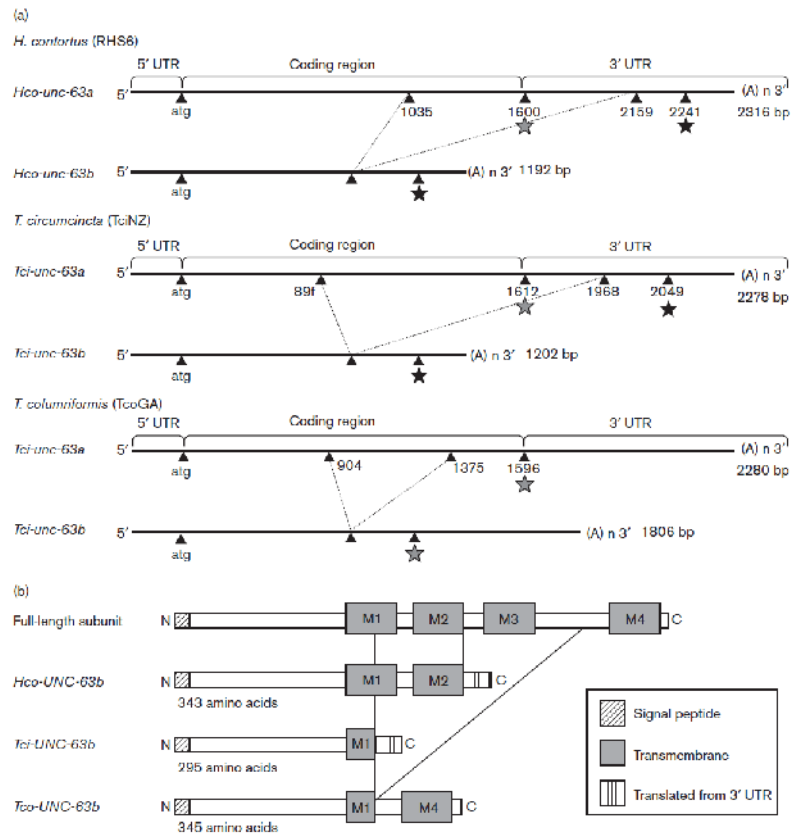 (a)
H. contortus (RHS6)
5′ UTR Coding region 3′ UTR
Hco-unc-63a 5′ (A) n 3′
atg 1035 1600 2159 2241 2316 bp
Hco-unc-63b 5′ (A) n 3′ 1192 bp
atg
T. circumcincta (TciNZ)
5′ UTR Coding region 3′ UTR
Tci-unc-63a 5′ (A) n 3′
atg 891 1612 1968 2049 2278 bp
Tci-unc-63b 5′ (A) n 3′ 1202 bp
atg
T. columriformis (TcoGA)
5′ UTR Coding region 3′ UTR
Tci-unc-63a 5′ (A) n 3′
atg 904 1375 1596 2280 bp
Tci-unc-63b 5′ (A) n 3′ 1806 bp
atg
(b)
Full-length subunit N M1 M2 M3 M4 C
Hco-UNC-63b N M1 M2 C
343 amino acids
Tci-UNC-63b N M1 C
295 amino acids
Tco-UNC-63b N M1 M4 C
345 amino acids
Signal peptide
Transmembrane
Translated from 3′ UTR